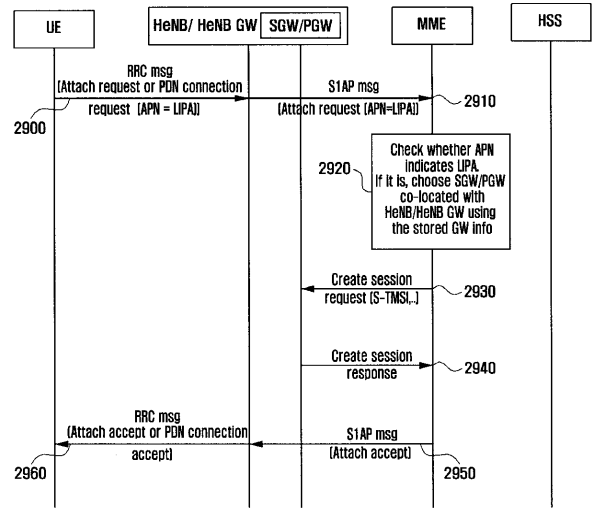 UE
HeNB/ HeNB GW
SGW/PGW
MME
HSS
RRC msg
(Attach request or PDN connection
request (APN = LIPA))
2900
S1AP msg
(Attach request (APN=LIPA))
2910
2920
Check whether APN
indicates LIPA.
If it is, choose SGW/PGW
co-located with
HeNB/HeNB GW using
the stored GW info
Create session
request (S-TMSI,..)
2930
Create session
response
2940
RRC msg
(Attach accept or PDN connection
accept)
2960
S1AP msg
(Attach accept)
2950